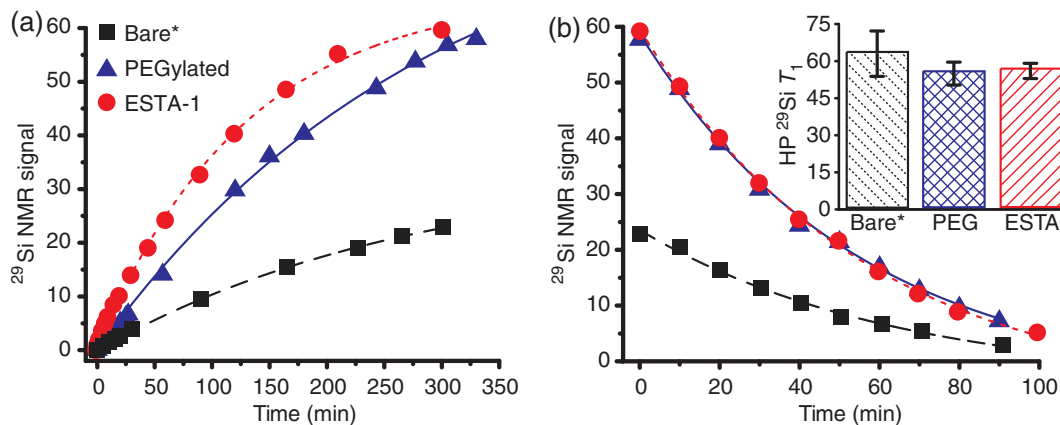 (a)
Bare*
PEGylated
ESTA-1
²⁹Si NMR signal
60
50
40
30
20
10
0
0 50 100 150 200 250 300 350
Time (min)
(b)
²⁹Si NMR signal
60
50
40
30
20
10
0
0 20 40 60 80 100
Time (min)
HP ²⁹Si T₁
75
60
45
30
15
0
Bare* PEG ESTA